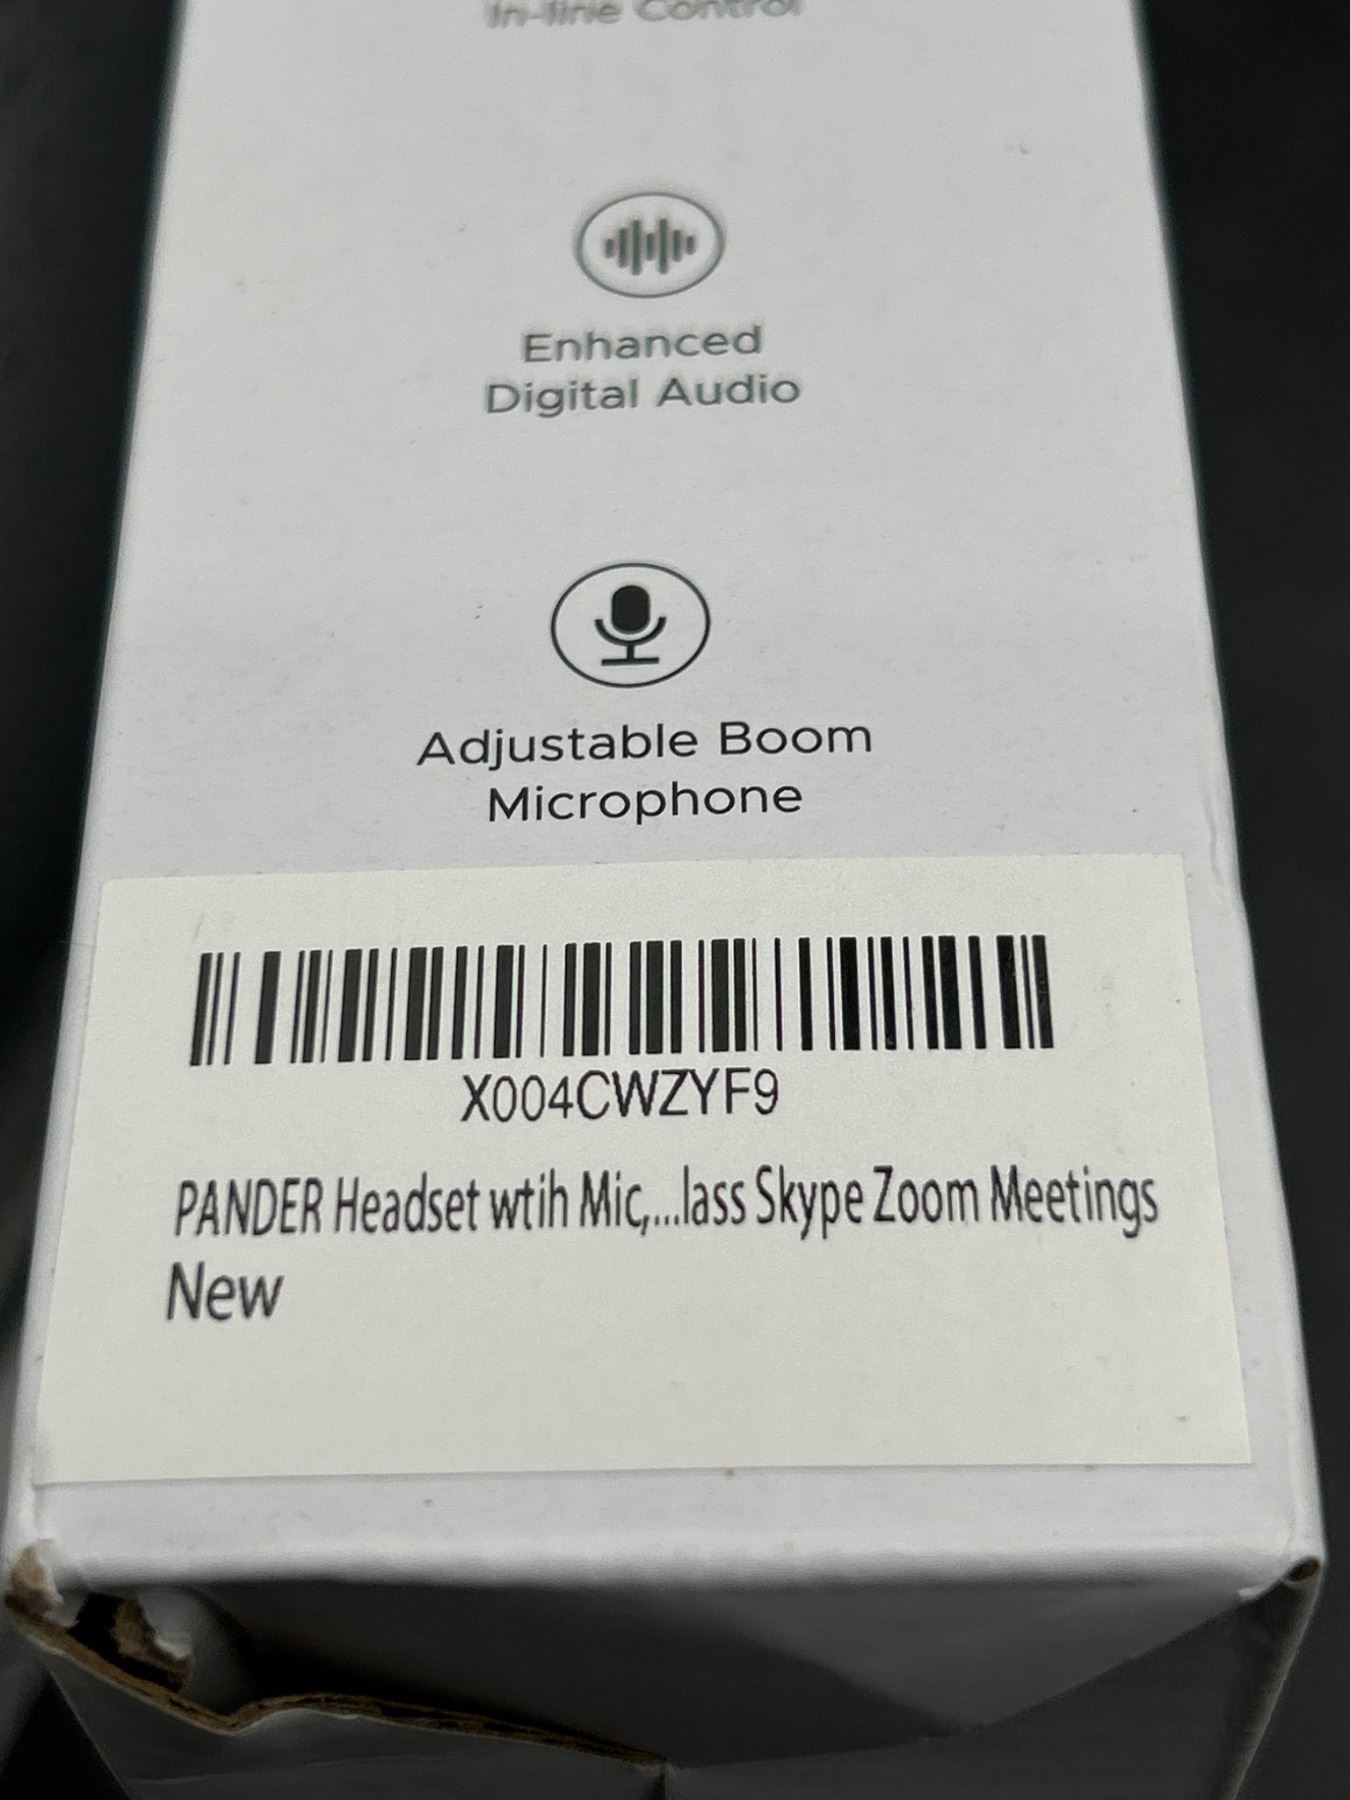 In-line Control
Enhanced
Digital Audio
Adjustable Boom
Microphone
X004CWZYF9
PANDER Headset wtih Mic,...lass Skype Zoom Meetings
New